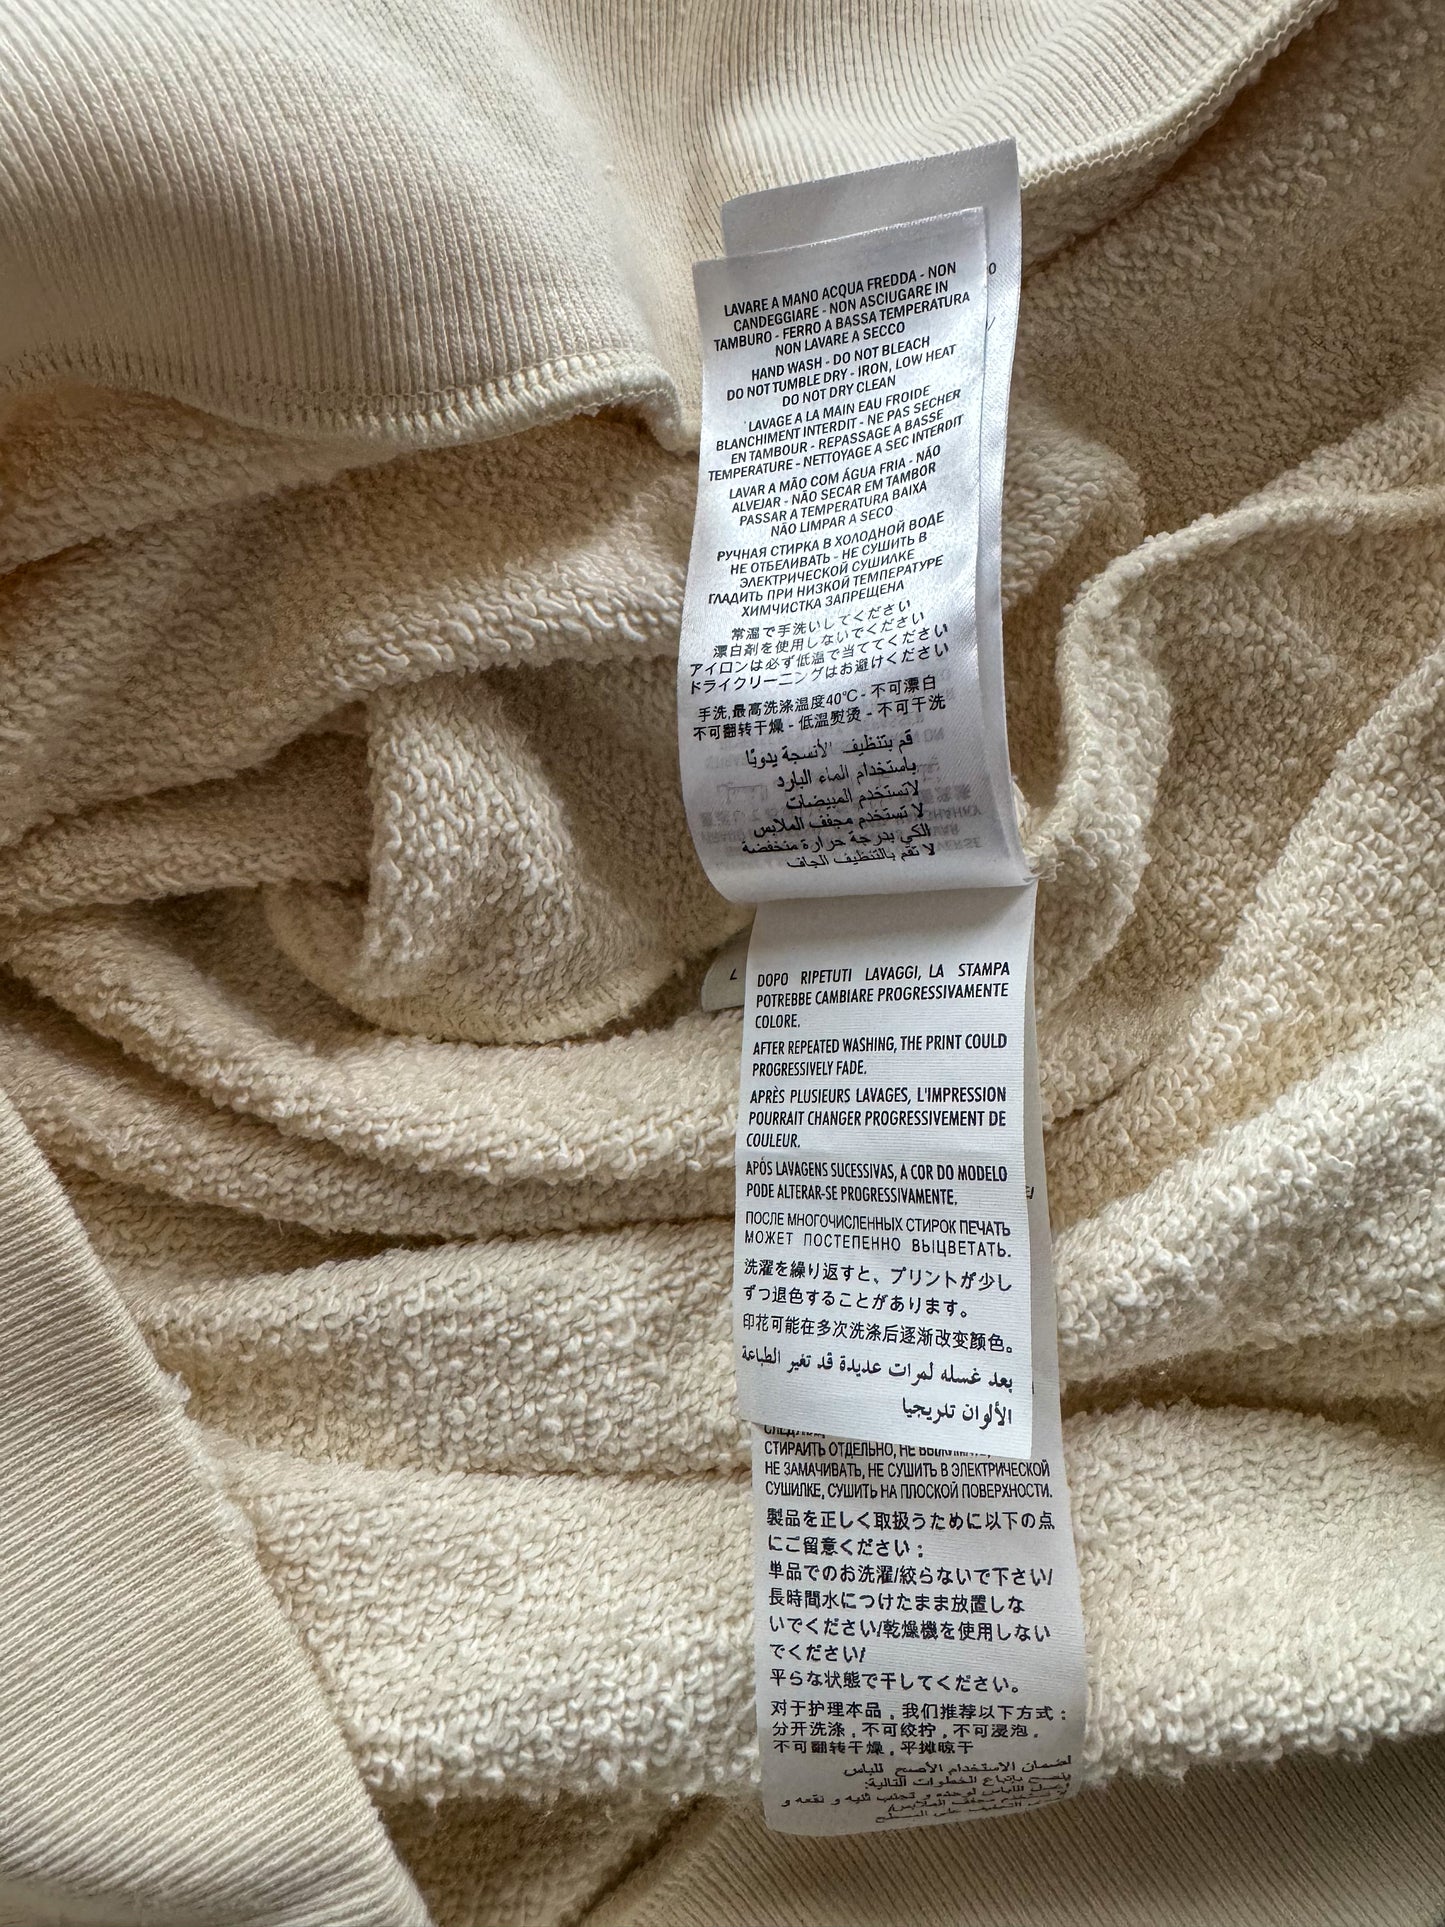 LAVARE A MANO ACQUA FREDDA - NON
CANDEGGIARE - NON ASCIUGARE IN
TAMBURO - FERRO A BASSA TEMPERATURA
NON LAVARE A SECCO
HAND WASH - DO NOT BLEACH
DO NOT TUMBLE DRY - IRON, LOW HEAT
DO NOT DRY CLEAN
LAVAGE A LA MAIN EAU FROIDE
BLANCHIMENT INTERDIT - NE PAS SECHER
EN TAMBOUR - REPASSAGE A BASSE
TEMPERATURE - NETTOYAGE A SEC INTERDIT
LAVAR A MÃO COM ÁGUA FRIA - NÃO
ALVEJAR - NÃO SECAR EM TAMBOR
PASSAR A TEMPERATURA BAIXA
NÃO LIMPAR A SECO
РУЧНАЯ СТИРКА В ХОЛОДНОЙ ВОДЕ
НЕ ОТБЕЛИВАТЬ - НЕ СУШИТЬ В
ЭЛЕКТРИЧЕСКОЙ СУШИЛКЕ
ГЛАДИТЬ ПРИ НИЗКОЙ ТЕМПЕРАТУРЕ
ХИМЧИСТКА ЗАПРЕЩЕНА
常温で手洗いしてください
漂白剤を使用しないでください
アイロンは必ず低温で当ててください
ドライクリーニングはお避けください
手洗,最高洗涤温度40°C - 不可漂白
不可翻转干燥 - 低温熨烫 - 不可干洗
قم بتنظيف الأنسجة يدويًا
باستخدام الماء البارد
لاتستخدم المبيضات
لا تستخدم مجفف الملابس
الكي بدرجة حرارة منخفضة
لا تقم بالتنظيف الجاف
DOPO RIPETUTI LAVAGGI, LA STAMPA
POTREBBE CAMBIARE PROGRESSIVAMENTE
COLORE.
AFTER REPEATED WASHING, THE PRINT COULD
PROGRESSIVELY FADE.
APRÈS PLUSIEURS LAVAGES, L'IMPRESSION
POURRAIT CHANGER PROGRESSIVEMENT DE
COULEUR.
APÓS LAVAGENS SUCESSIVAS, A COR DO MODELO
PODE ALTERAR-SE PROGRESSIVAMENTE.
ПОСЛЕ МНОГОЧИСЛЕННЫХ СТИРОК ПЕЧАТЬ
МОЖЕТ ПОСТЕПЕННО ВЫЦВЕТАТЬ.
洗濯を繰り返すと、プリントが少し
ずつ退色することがあります。
印花可能在多次洗涤后逐渐改变颜色。
بعد غسله لمرات عديدة قد تغير الطباعة
الألوان تدريجيا
СТИРАИТЬ ОТДЕЛЬНО, НЕ
НЕ ЗАМАЧИВАТЬ, НЕ СУШИТЬ В ЭЛЕКТРИЧЕСКОЙ
СУШИЛКЕ, СУШИТЬ НА ПЛОСКОЙ ПОВЕРХНОСТИ.
製品を正しく取扱うために以下の点
にご留意ください：
単品でのお洗濯/絞らないで下さい/
長時間水につけたまま放置しな
いでください/乾燥機を使用しない
でください/
平らな状態で干してください。
对于护理本品，我们推荐以下方式：
分开洗涤，不可绞拧，不可浸泡，
不可翻转干燥，平摊晾干
لضمان الاستخدام الأصح للباس
ينصح بإتباع الخطوات التالية: